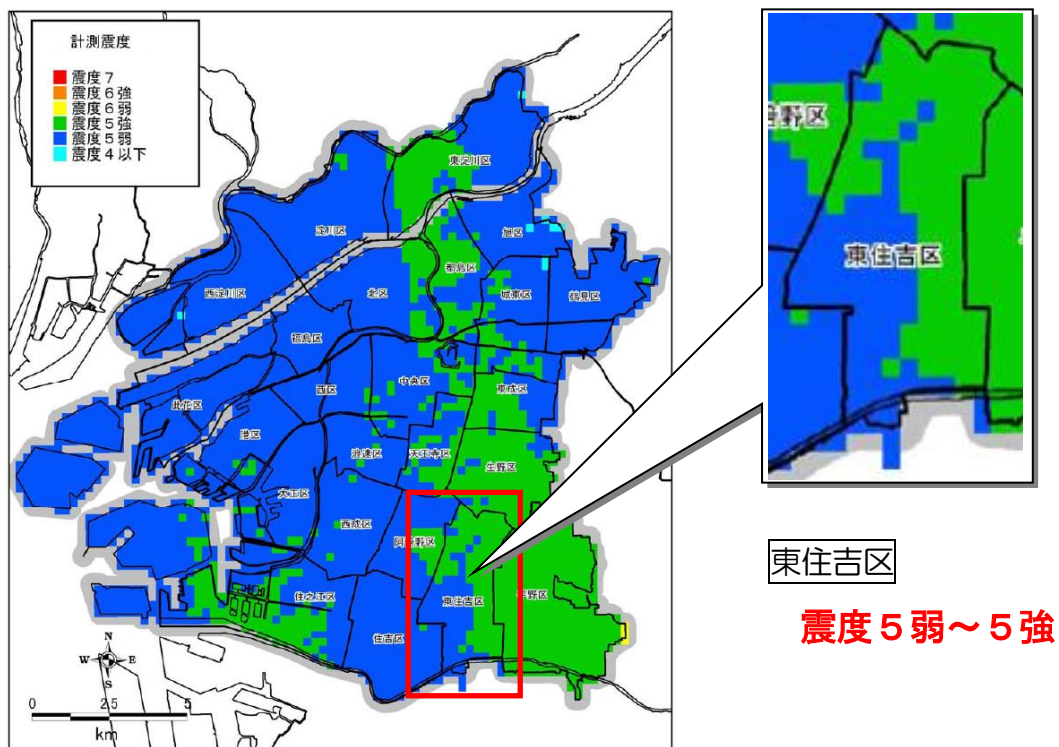 計測震度
震度７
震度６強
震度６弱
震度５強
震度５弱
震度４以下
東淀川区
淀川区
旭区
都島区
西淀川区
北区
城東区
鶴見区
福島区
中央区
西区
東成区
此花区
港区
浪速区
天王寺区
生野区
大正区
西成区
阿倍野区
住之江区
東住吉区
平野区
住吉区
N
W
E
S
0
2.5
5
km
野区
東住吉区
東住吉区
震度５弱～５強